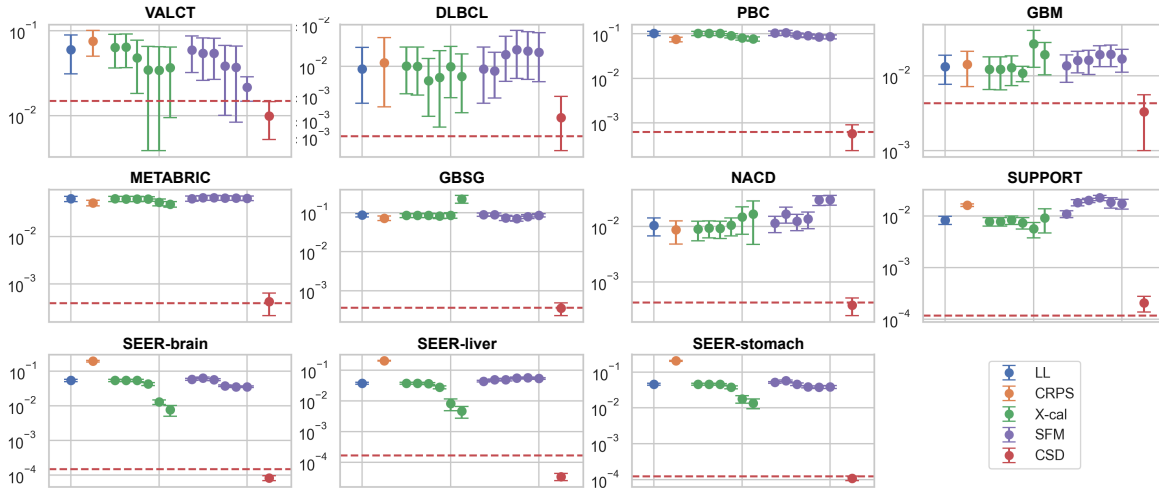 VALCT
10⁻¹
10⁻²
DLBCL
10⁻²
10⁻³
10⁻³
PBC
10⁻¹
10⁻²
10⁻³
GBM
10⁻²
10⁻³
METABRIC
10⁻²
10⁻³
GBSG
10⁻¹
10⁻²
10⁻³
NACD
10⁻²
10⁻³
SUPPORT
10⁻²
10⁻³
10⁻⁴
SEER-brain
10⁻¹
10⁻²
10⁻³
10⁻⁴
SEER-liver
10⁻¹
10⁻²
10⁻³
10⁻⁴
SEER-stomach
10⁻¹
10⁻²
10⁻³
10⁻⁴
LL
CRPS
X-cal
SFM
CSD